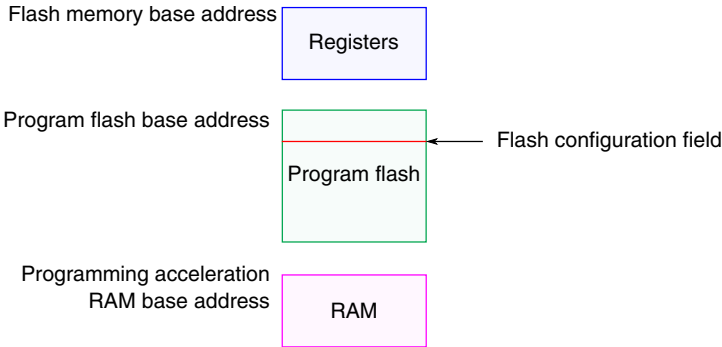 Flash memory base address
Registers
Program flash base address
Flash configuration field
Program flash
Programming acceleration
RAM base address
RAM